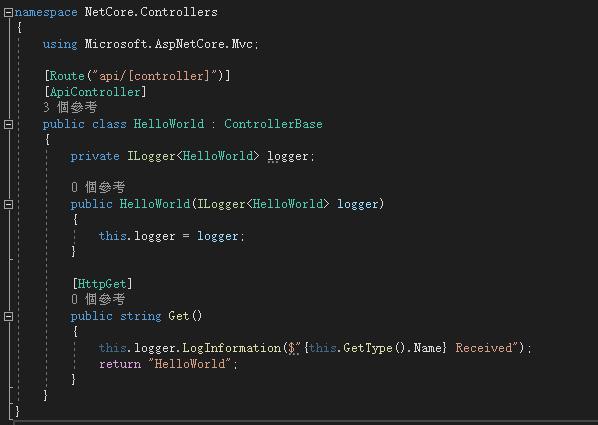 namespace NetCore.Controllers
{
using Microsoft.AspNetCore.Mvc;
[Route("api/[controller]")]
[ApiController]
3 個參考
public class HelloWorld : ControllerBase
{
private ILogger<HelloWorld> logger;
0 個參考
public HelloWorld(ILogger<HelloWorld> logger)
{
this.logger = logger;
}
[HttpGet]
0 個參考
public string Get()
{
this.logger.LogInformation($"{this.GetType().Name} Received");
return "HelloWorld";
}
}
}